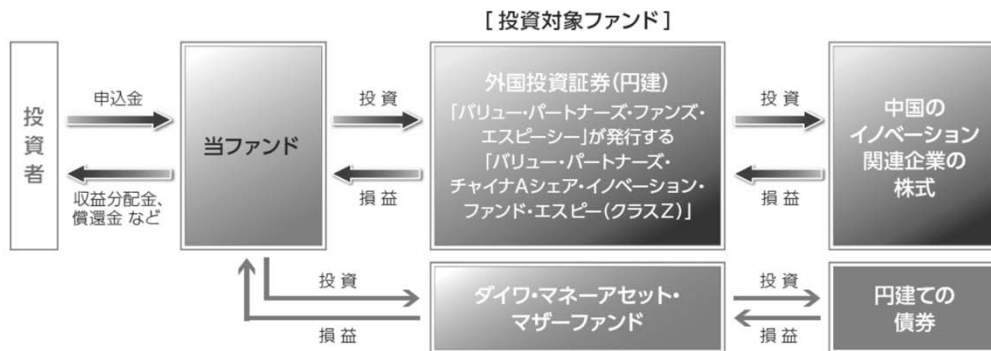 [投資対象ファンド]
投資者
申込金
収益分配金、
償還金 など
当ファンド
投資
損益
外国投資証券(円建)
「バリュー・パートナーズ・ファンズ・
エスピーシー」が発行する
「バリュー・パートナーズ・
チャイナAシェア・イノベーション・
ファンド・エスピー(クラスZ)」
投資
損益
中国の
イノベーション
関連企業の
株式
投資
損益
ダイワ・マネーアセット・
マザーファンド
投資
損益
円建ての
債券